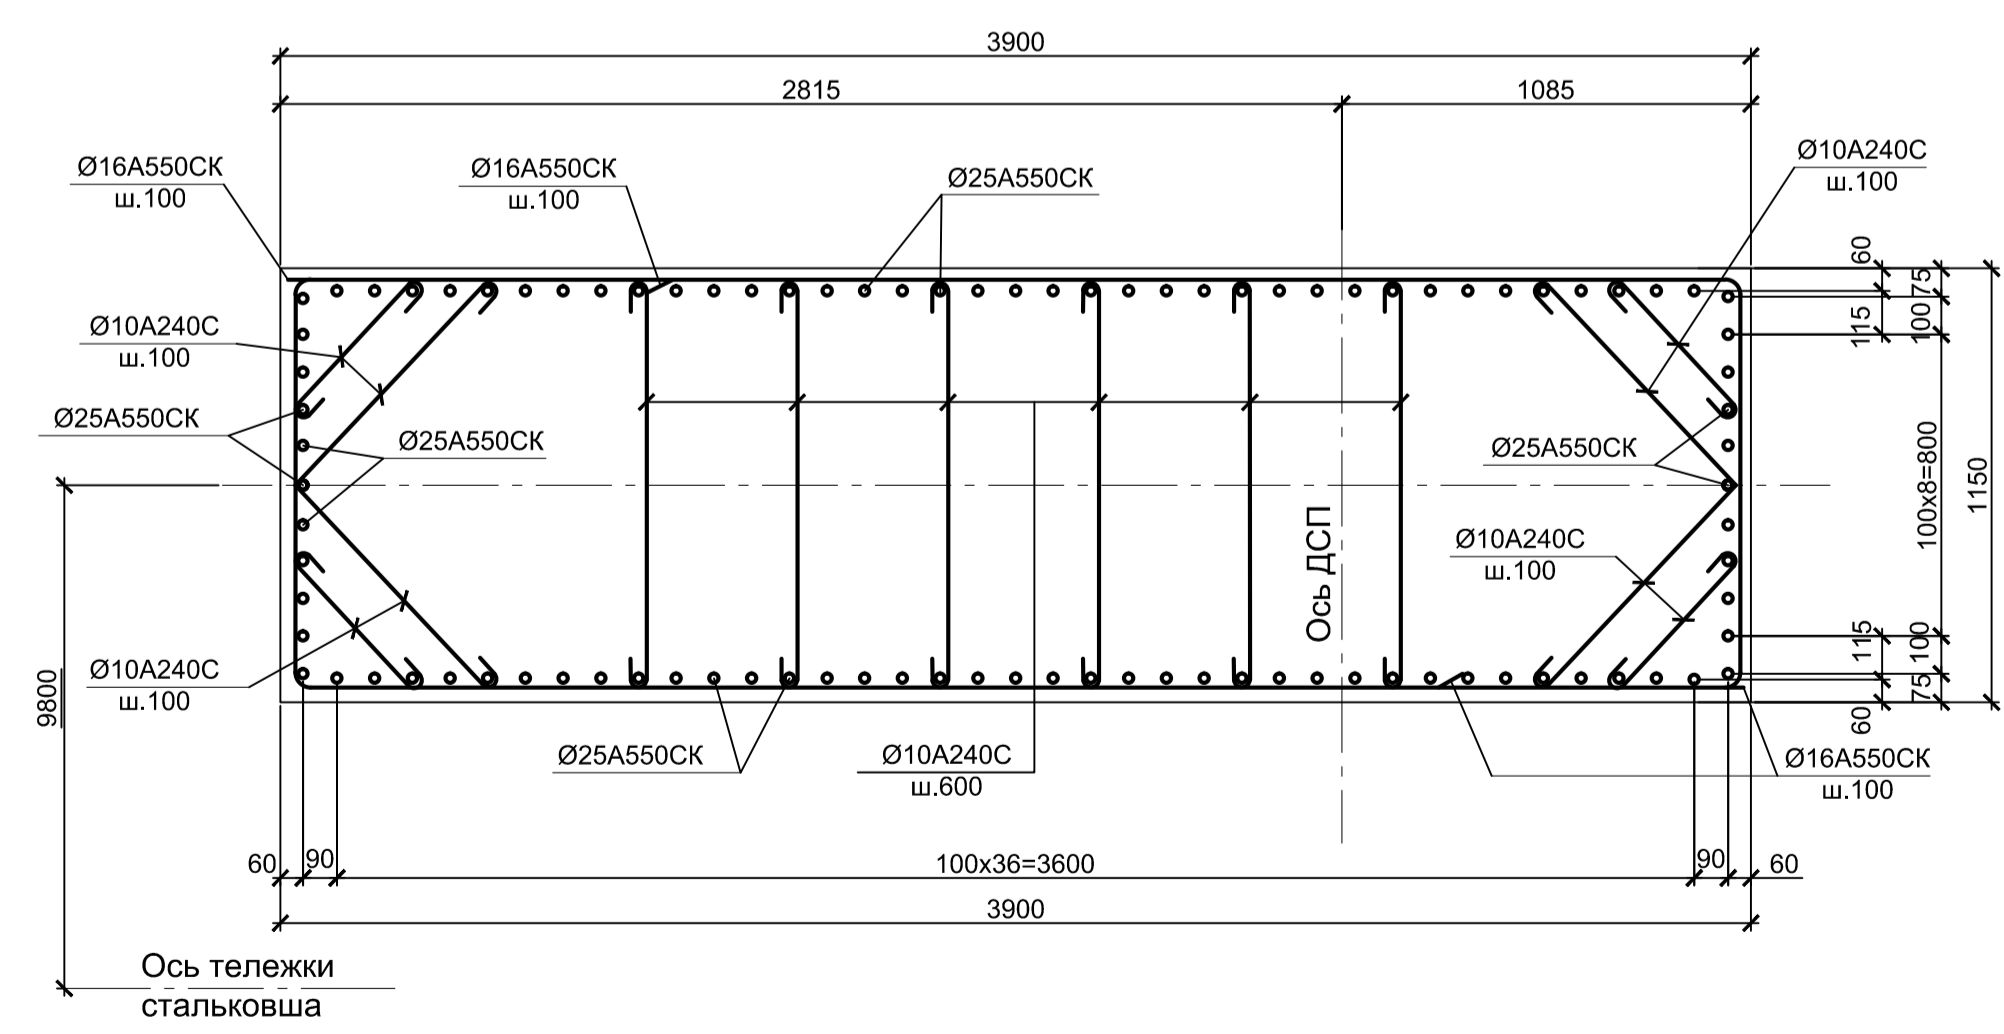 3900
2815
1085
Ø16А550СК
ш.100
Ø16А550СК
ш.100
Ø25А550СК
Ø10А240С
ш.100
60
75
115
100
Ø10А240С
ш.100
Ø25А550СК
Ø25А550СК
Ø25А550СК
100х8=800
1150
Ось ДСП
Ø10А240С
ш.100
9800
Ø10А240С
ш.100
115
100
75
60
Ø25А550СК
Ø10А240С
ш.600
Ø16А550СК
ш.100
60
90
100х36=3600
90
60
3900
Ось тележки
стальковша